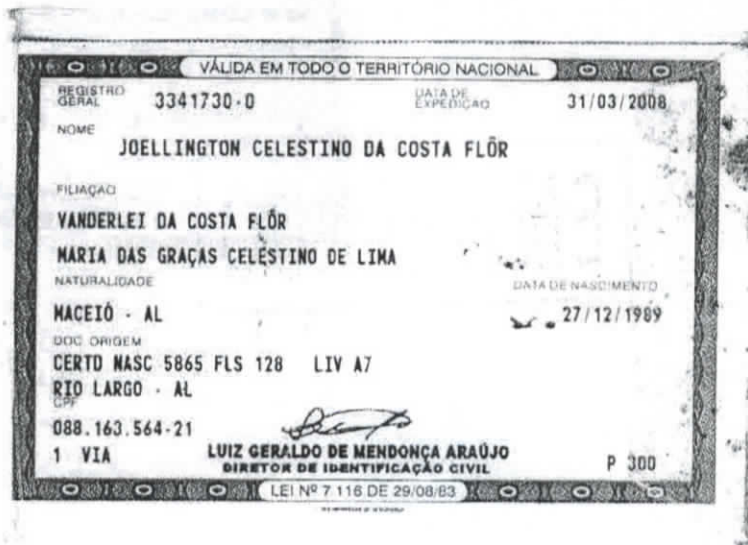 VÁLIDA EM TODO O TERRITÓRIO NACIONAL
REGISTRO GERAL 3341730-0 DATA DE EXPEDIÇÃO 31/03/2008
NOME
JOELLINGTON CELESTINO DA COSTA FLÔR
FILIAÇÃO
VANDERLEI DA COSTA FLÔR
MARIA DAS GRAÇAS CELESTINO DE LIMA
NATURALIDADE DATA DE NASCIMENTO
MACEIÓ - AL 27/12/1989
DOC ORIGEM
CERTD NASC 5865 FLS 128 LIV A7
RIO LARGO - AL
CPF
088.163.564-21
1 VIA LUIZ GERALDO DE MENDONÇA ARAÚJO P 300
DIRETOR DE IDENTIFICAÇÃO CIVIL
LEI Nº 7.116 DE 29/08/83